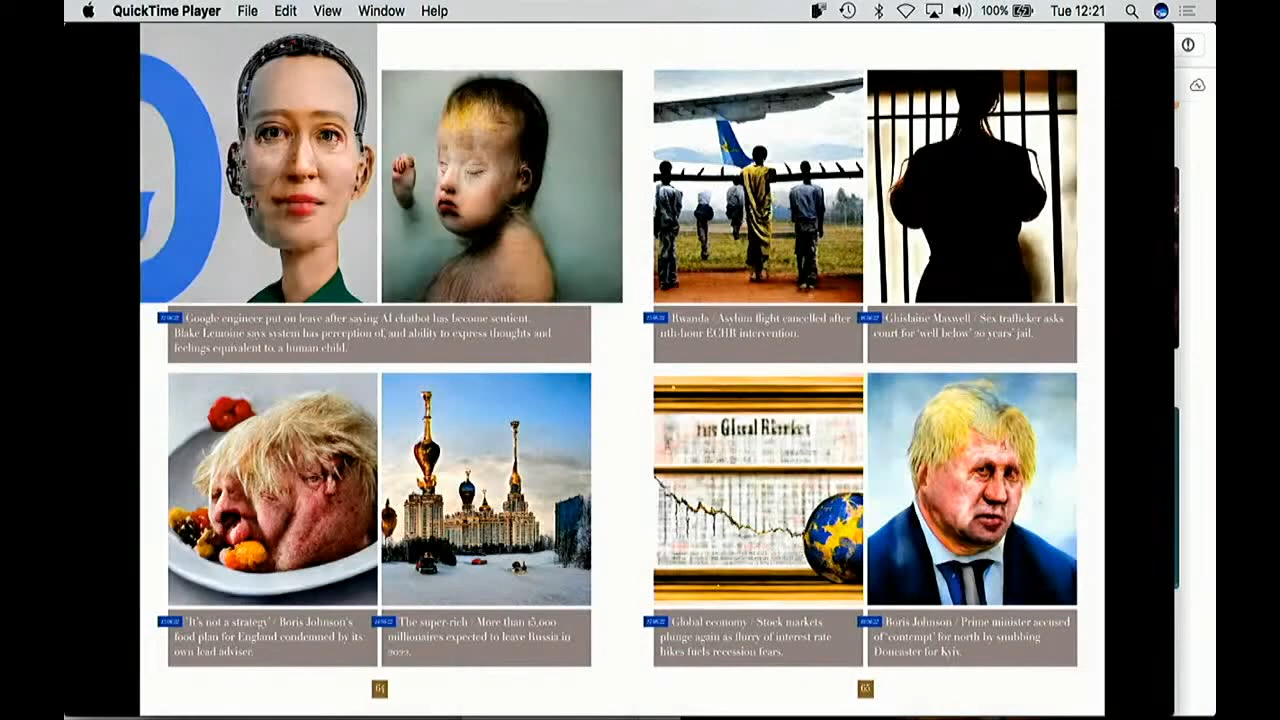 QuickTime Player File Edit View Window Help 100% Tue 12:21
Google engineer put on leave after saying AI chatbot has become sentient.
Blake Lemoine says system has perception of, and ability to express thoughts and
feelings equivalent to, a human child.
Rwanda / Asylum flight cancelled after
11th-hour ECHR intervention.
Ghislaine Maxwell / Sex trafficker asks
court for 'well below' 20 years' jail.
'It's not a strategy' / Boris Johnson's
food plan for England condemned by its
own lead adviser.
The super-rich / More than 15,000
millionaires expected to leave Russia in
2022.
Global economy / Stock markets
plunge again as flurry of interest rate
hikes fuels recession fears.
Boris Johnson / Prime minister accused
of 'contempt' for north by snubbing
Doncaster for Kyiv.
64
65